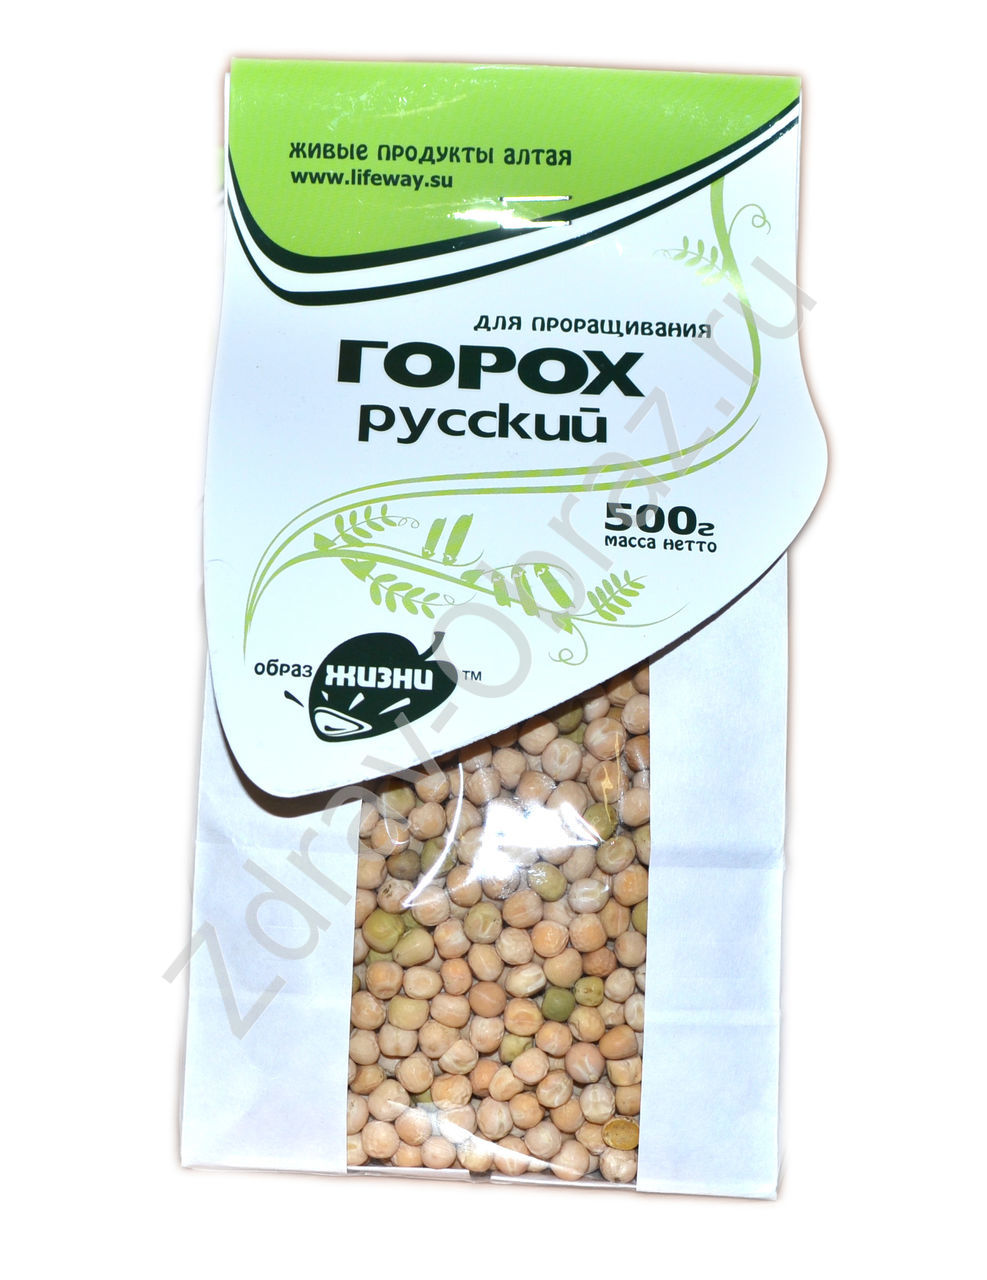 живые продукты алтая
www.lifeway.su
для проращивания
ГОРОХ
русский
500г
масса нетто
образ жизни ™
zdrav-obraz.ru